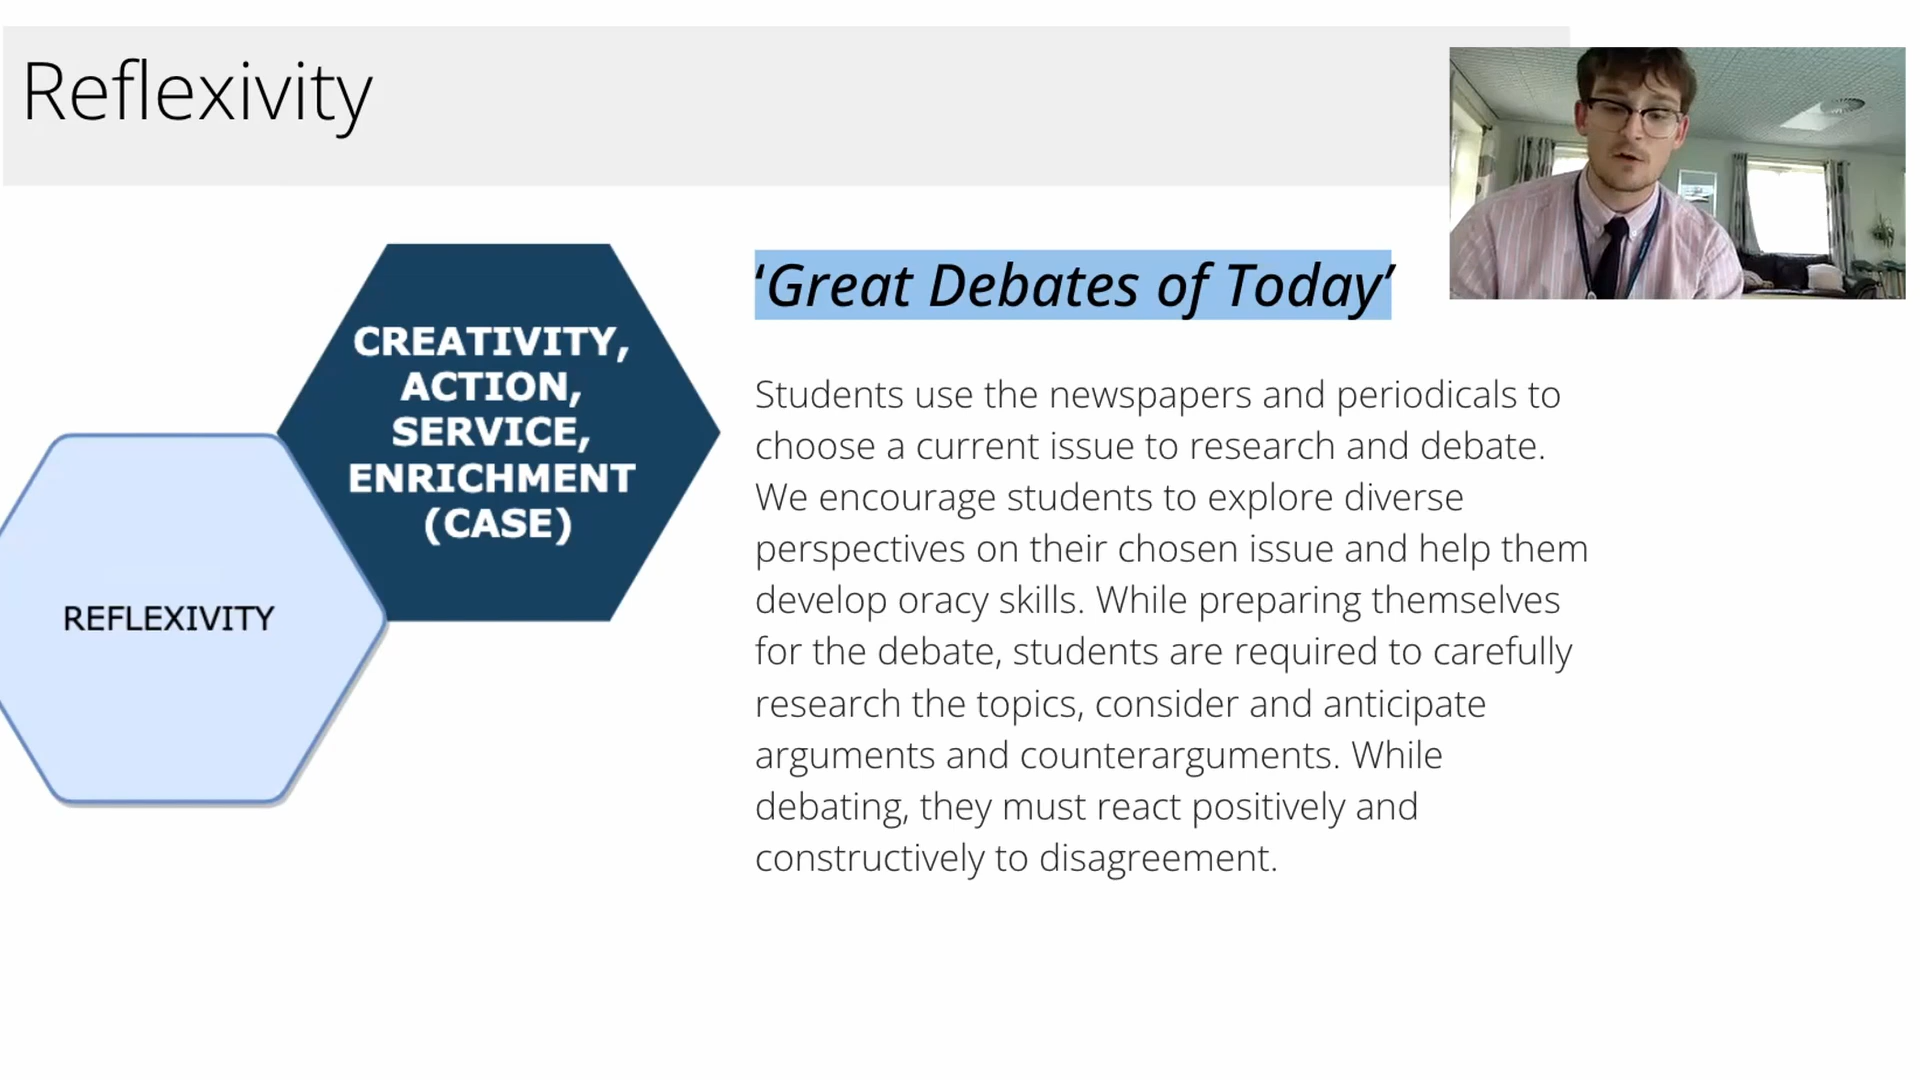 Reflexivity
‘Great Debates of Today’
CREATIVITY,
ACTION,
SERVICE,
ENRICHMENT
(CASE)
REFLEXIVITY
Students use the newspapers and periodicals to
choose a current issue to research and debate.
We encourage students to explore diverse
perspectives on their chosen issue and help them
develop oracy skills. While preparing themselves
for the debate, students are required to carefully
research the topics, consider and anticipate
arguments and counterarguments. While
debating, they must react positively and
constructively to disagreement.